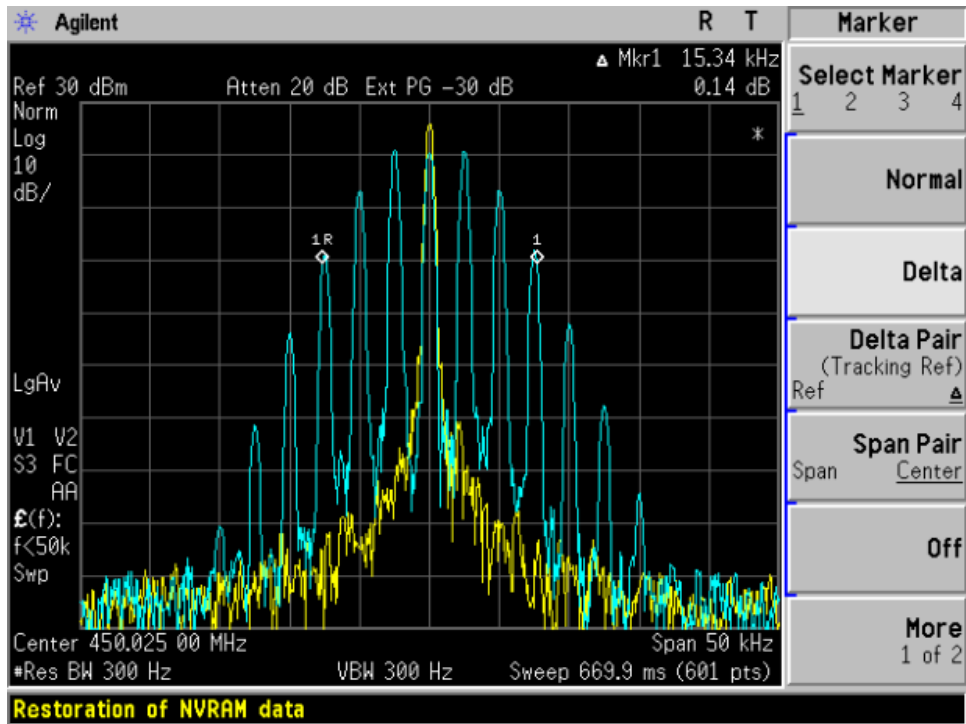 Agilent R T
Δ Mkr1 15.34 kHz
Ref 30 dBm Atten 20 dB Ext PG -30 dB 0.14 dB
Norm
Log
10
dB/
*
1R
1
LgAv
V1 V2
S3 FC
AA
£(f):
f<50k
Swp
Center 450.025 00 MHz Span 50 kHz
#Res BW 300 Hz VBW 300 Hz Sweep 669.9 ms (601 pts)
Restoration of NVRAM data
Marker
Select Marker
1 2 3 4
Normal
Delta
Delta Pair
(Tracking Ref)
Ref Δ
Span Pair
Span Center
Off
More
1 of 2